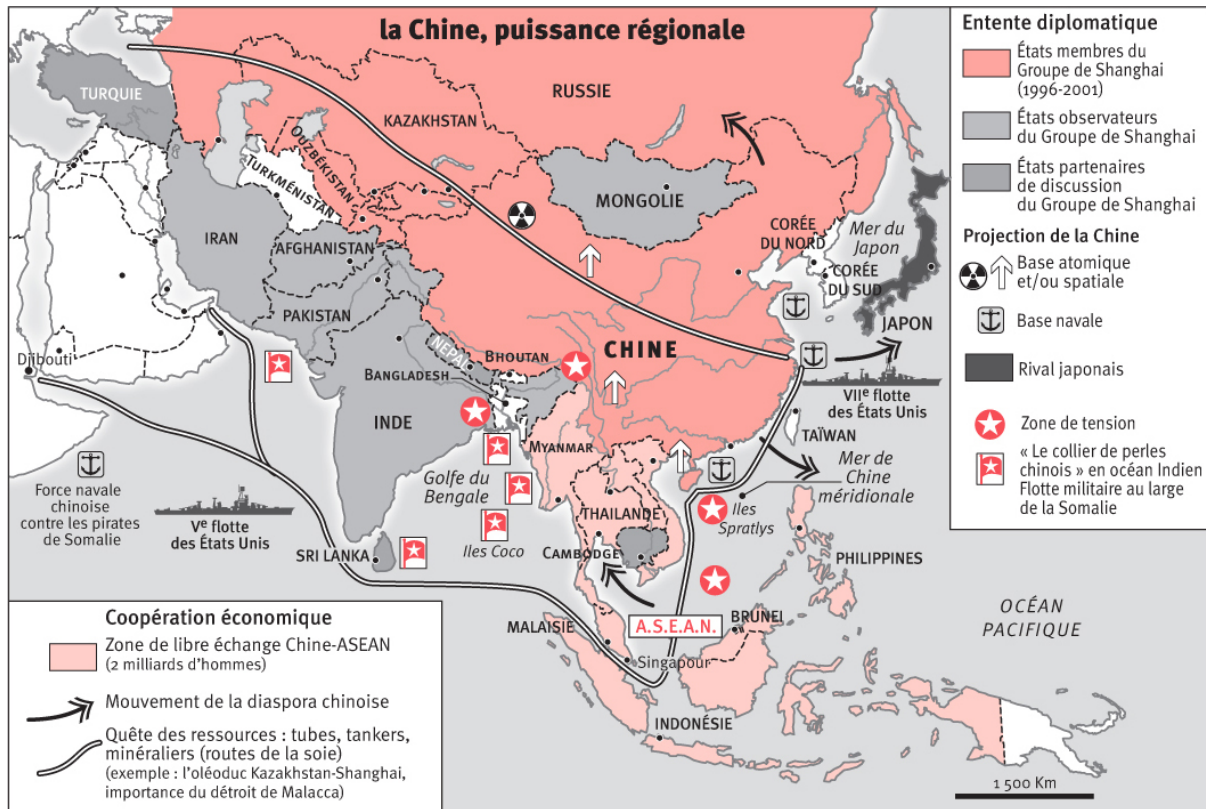 la Chine, puissance régionale
TURQUIE
RUSSIE
KAZAKHSTAN
OUZBÉKISTAN
TURKMÉNISTAN
MONGOLIE
IRAN
AFGHANISTAN
PAKISTAN
CORÉE
DU NORD
Mer du
Japon
CORÉE
DU SUD
JAPON
CHINE
NEPAL
BHOUTAN
BANGLADESH
INDE
MYANMAR
Djibouti
VIIe flotte
des États Unis
TAÏWAN
Mer de
Chine
méridionale
Iles
Spratlys
Golfe du
Bengale
THAILANDE
Iles Coco
CAMBODGE
PHILIPPINES
Force navale
chinoise
contre les pirates
de Somalie
Ve flotte
des États Unis
SRI LANKA
MALAISIE
A.S.E.A.N.
BRUNEI
Singapour
INDONÉSIE
OCÉAN
PACIFIQUE
1 500 Km
Entente diplomatique
États membres du
Groupe de Shanghai
(1996-2001)
États observateurs
du Groupe de Shanghai
États partenaires
de discussion
du Groupe de Shanghai
Projection de la Chine
Base atomique
et/ou spatiale
Base navale
Rival japonais
Zone de tension
« Le collier de perles
chinois » en océan Indien
Flotte militaire au large
de la Somalie
Coopération économique
Zone de libre échange Chine-ASEAN
(2 milliards d'hommes)
Mouvement de la diaspora chinoise
Quête des ressources : tubes, tankers,
minéraliers (routes de la soie)
(exemple : l'oléoduc Kazakhstan-Shanghai,
importance du détroit de Malacca)